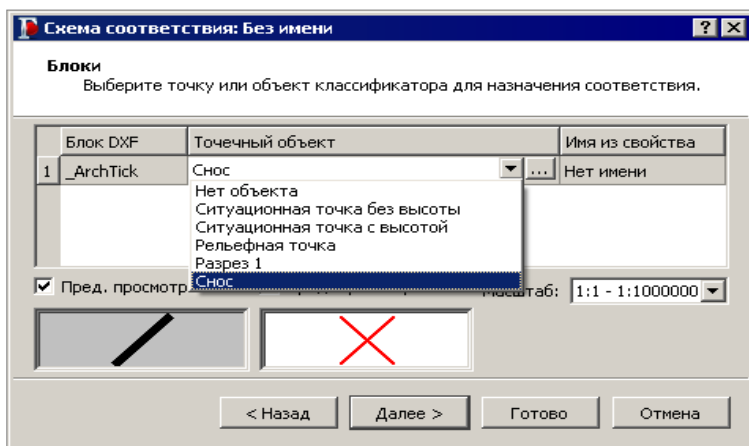 Схема соответствия: Без имени
Блоки
Выберите точку или объект классификатора для назначения соответствия.
Блок DXF Точечный объект Имя из свойства
1 _ArchTick Снос ... Нет имени
Нет объекта
Ситуационная точка без высоты
Ситуационная точка с высотой
Рельефная точка
Разрез 1
Снос
Пред. просмотр Масштаб: 1:1 - 1:1000000
< Назад Далее > Готово Отмена